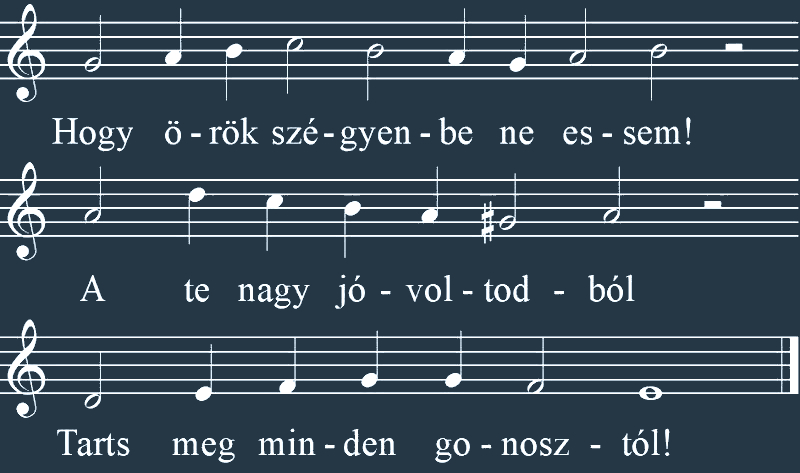 Hogy ö - rök szé - gyen - be ne es - sem!
A te nagy jó - vol - tod - ból
Tarts meg min - den go - nosz - tól!